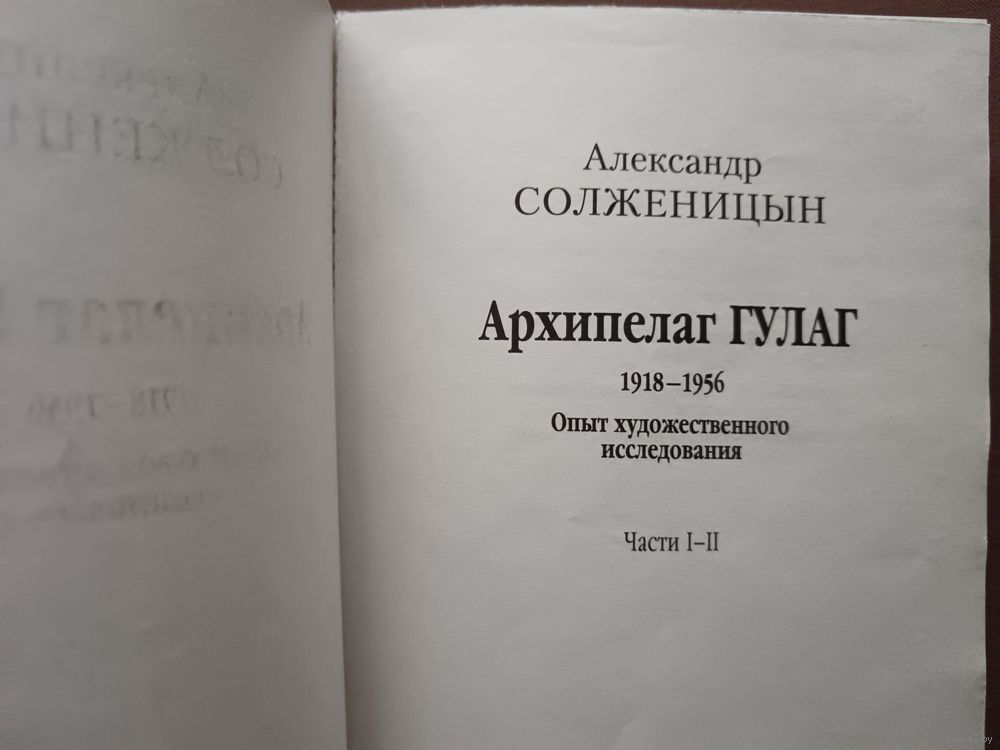 Александр
СОЛЖЕНИЦЫН
Архипелаг ГУЛАГ
1918–1956
Опыт художественного
исследования
Части I–II